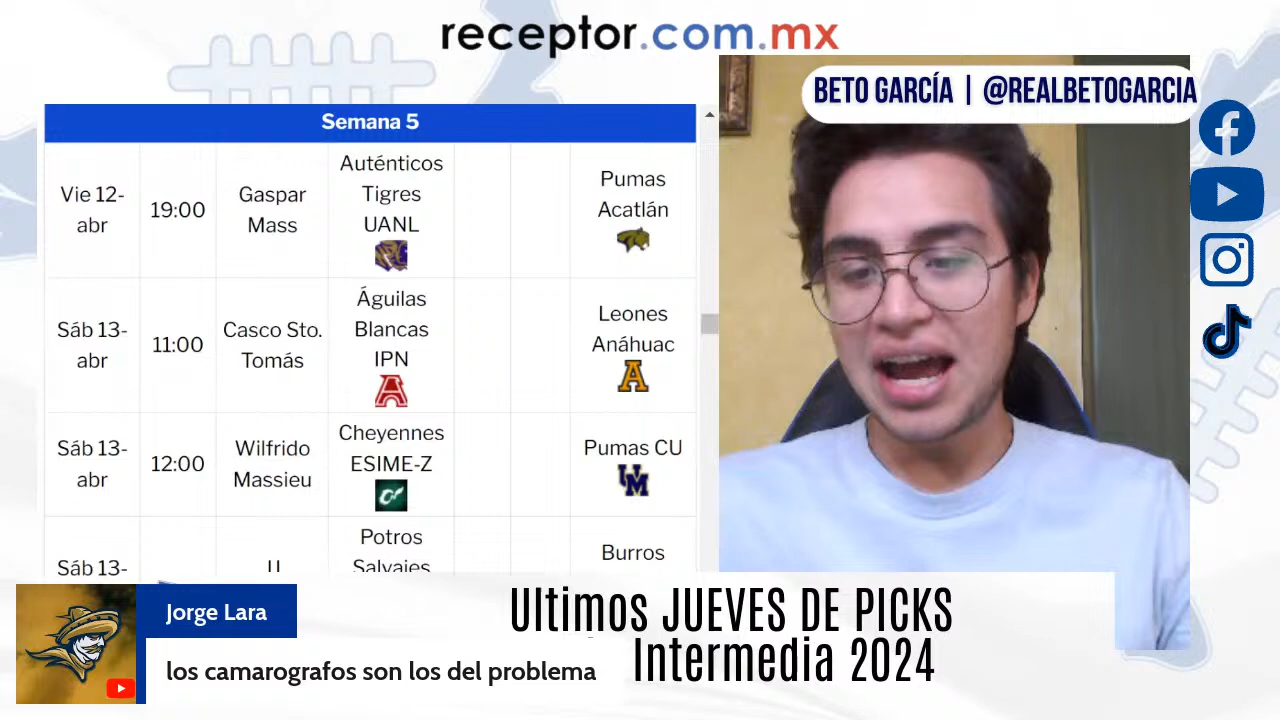 receptor.com.mx
BETO GARCÍA | @REALBETOGARCIA
Semana 5
Vie 12-
abr
19:00
Gaspar
Mass
Auténticos
Tigres
UANL
Pumas
Acatlán
Sáb 13-
abr
11:00
Casco Sto.
Tomás
Águilas
Blancas
IPN
Leones
Anáhuac
Sáb 13-
abr
12:00
Wilfrido
Massieu
Cheyennes
ESIME-Z
Pumas CU
Sáb 13-
Potros
Salvajes
Burros
Jorge Lara
los camarografos son los del problema
Ultimos JUEVES DE PICKS
Intermedia 2024